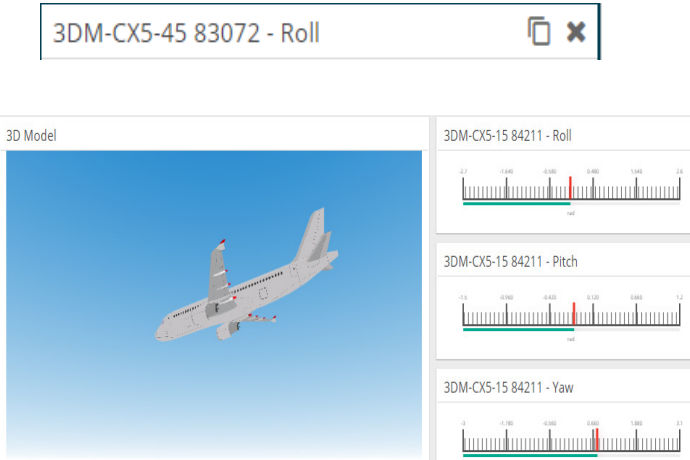 3DM-CX5-45 83072 - Roll
3D Model
3DM-CX5-15 84211 - Roll
-2.7 -1.640 -0.580 0.480 1.540 2.6
rad
3DM-CX5-15 84211 - Pitch
-1.5 -0.960 -0.420 0.120 0.660 1.2
rad
3DM-CX5-15 84211 - Yaw
-3 -1.780 -0.560 0.660 1.880 3.1